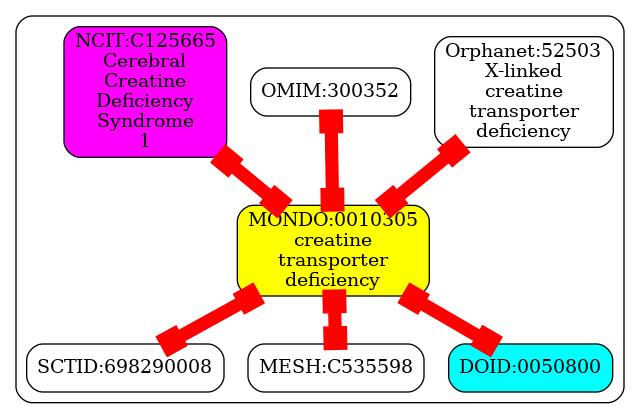 NCIT:C125665
Cerebral
Creatine
Deficiency
Syndrome
1
OMIM:300352
Orphanet:52503
X-linked
creatine
transporter
deficiency
MONDO:0010305
creatine
transporter
deficiency
SCTID:698290008
MESH:C535598
DOID:0050800